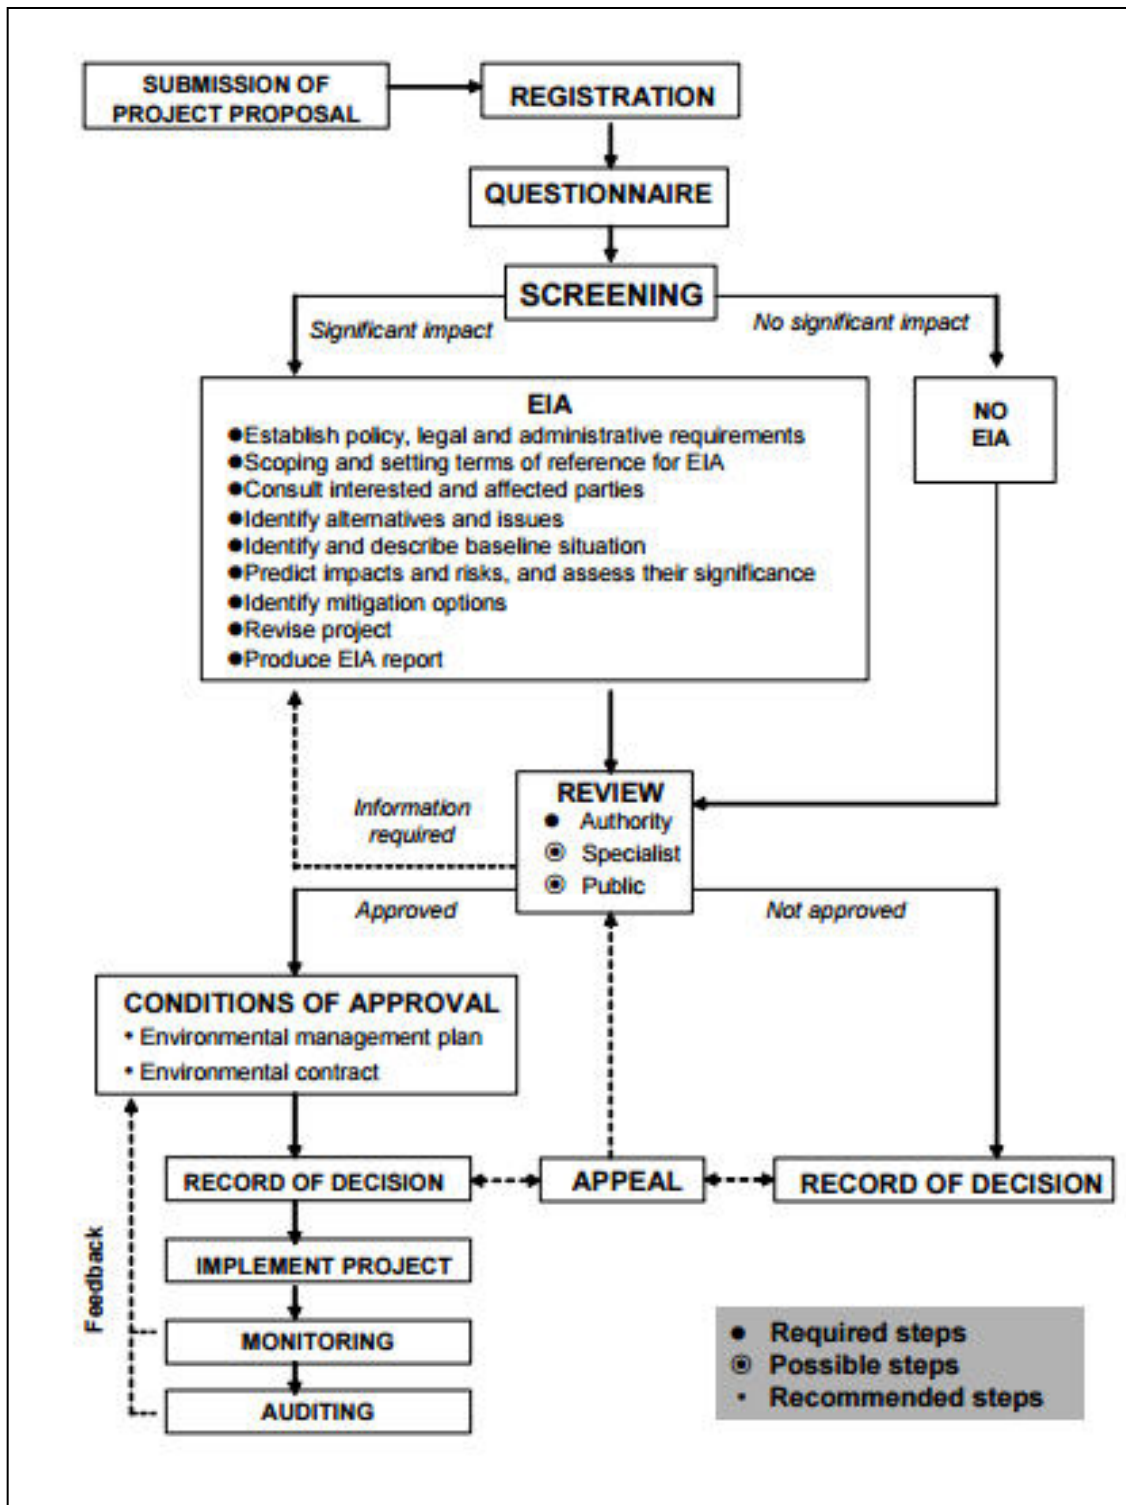 SUBMISSION OF
PROJECT PROPOSAL
REGISTRATION
QUESTIONNAIRE
SCREENING
Significant impact
No significant impact
EIA
●Establish policy, legal and administrative requirements
●Scoping and setting terms of reference for EIA
●Consult interested and affected parties
●Identify alternatives and issues
●Identify and describe baseline situation
●Predict impacts and risks, and assess their significance
●Identify mitigation options
●Revise project
●Produce EIA report
NO
EIA
REVIEW
● Authority
◉ Specialist
◉ Public
Information
required
Approved
Not approved
CONDITIONS OF APPROVAL
• Environmental management plan
• Environmental contract
RECORD OF DECISION
APPEAL
RECORD OF DECISION
IMPLEMENT PROJECT
MONITORING
AUDITING
Feedback
● Required steps
◉ Possible steps
• Recommended steps